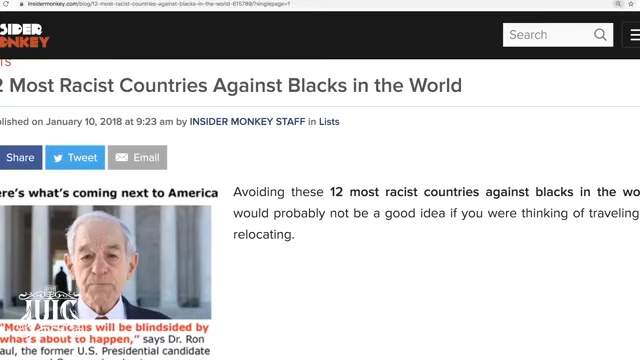 insidermonkey.com/blog/12-most-racist-countries-against-blacks-in-the-world-615789/?singlepage=1
SIDER
ONKEY
Search
TS
2 Most Racist Countries Against Blacks in the World
blished on January 10, 2018 at 9:23 am by INSIDER MONKEY STAFF in Lists
Share
Tweet
Email
ere's what's coming next to America
Avoiding these 12 most racist countries against blacks in the wo
would probably not be a good idea if you were thinking of traveling
relocating.
UIC
"Most Americans will be blindsided by
what's about to happen," says Dr. Ron
aul, the former U.S. Presidential candidate